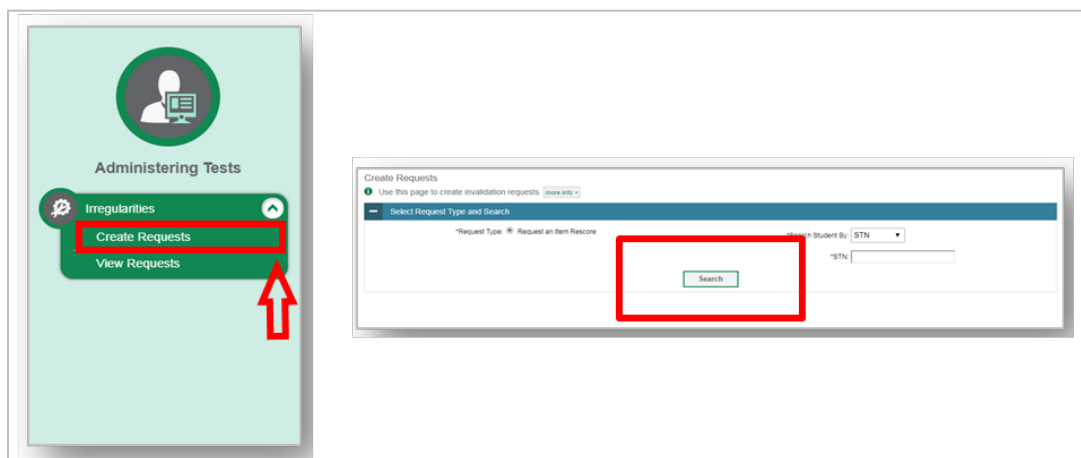 Administering Tests
Irregularities
Create Requests
View Requests
Create Requests
Use this page to create invalidation requests. more info +
Select Request Type and Search
*Request Type: Request an Item Rescore
*Search Student By: STN
*STN:
Search